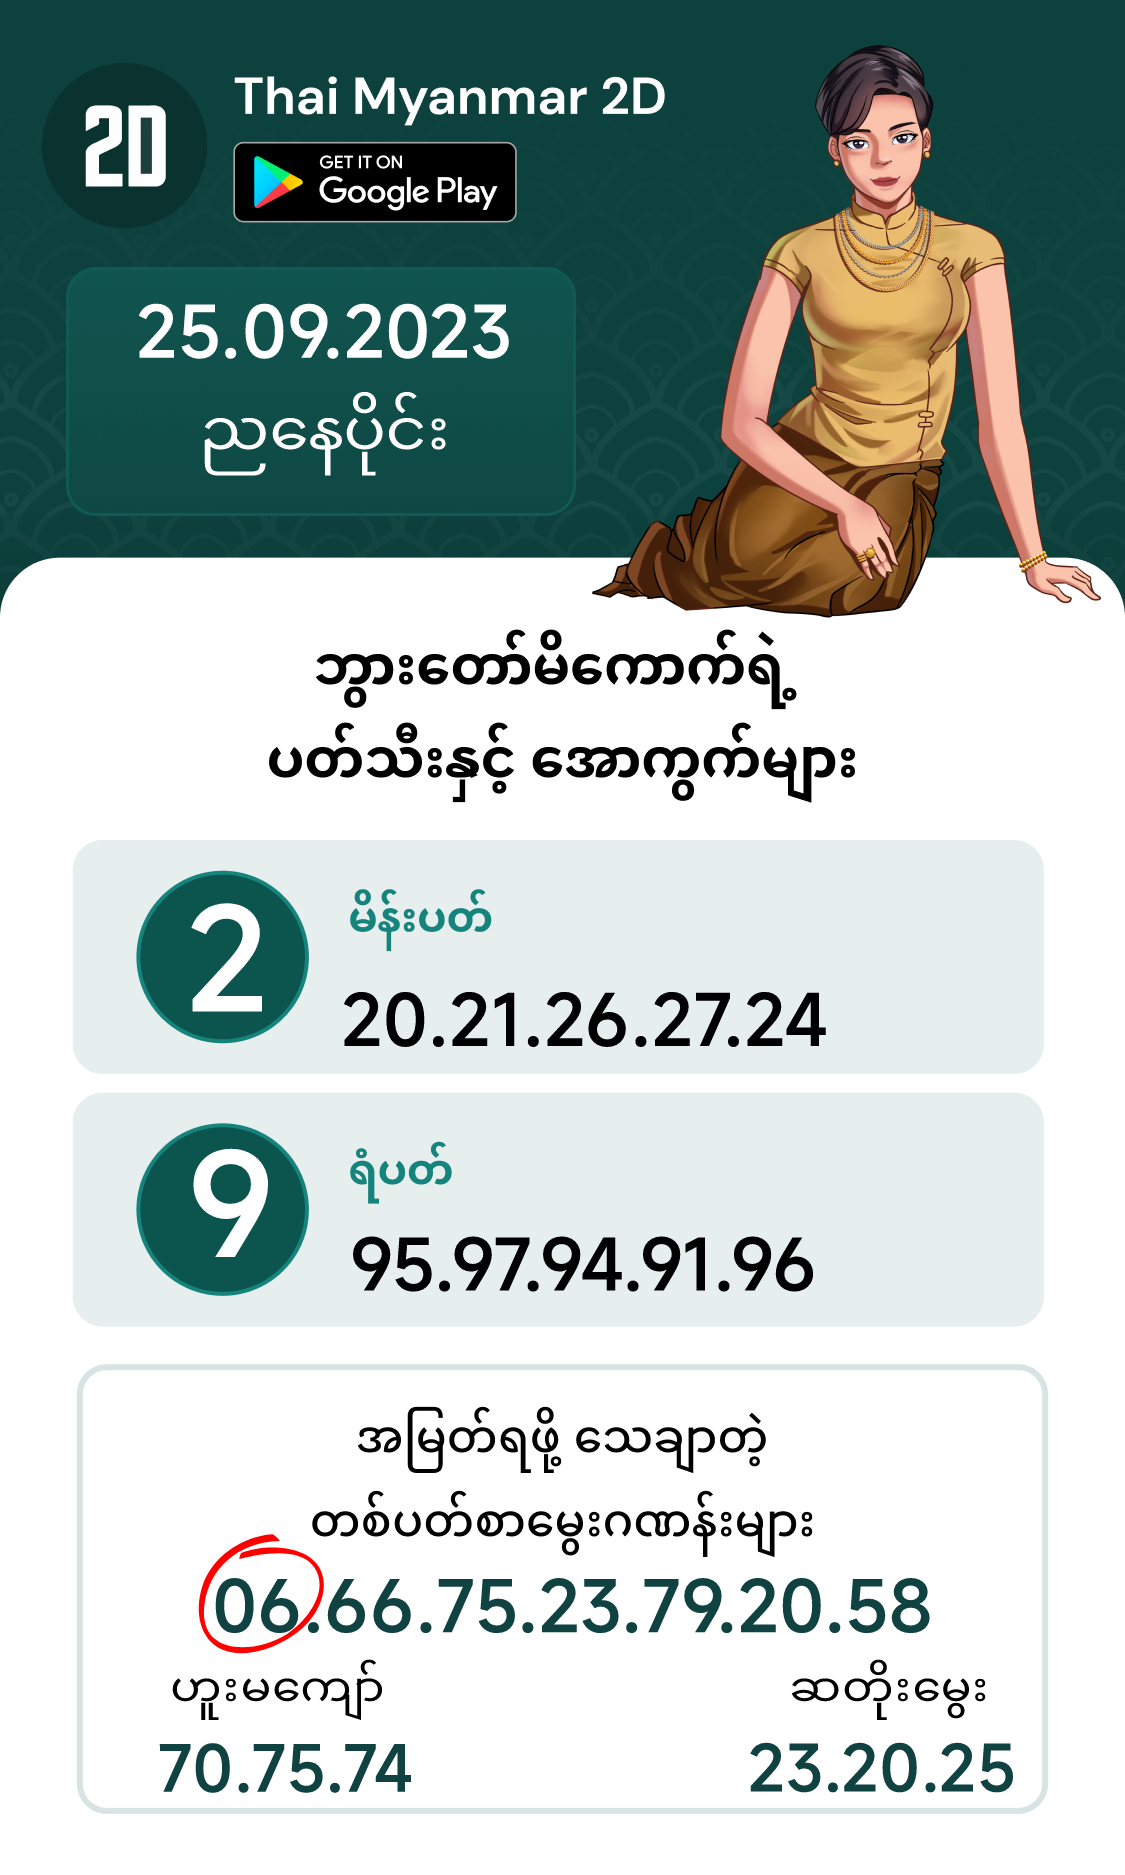 2D
Thai Myanmar 2D
GET IT ON
Google Play
25.09.2023
ညနေပိုင်း
ဘွားတော်မိကောက်ရဲ့
ပတ်သီးနှင့် အောကွက်များ
2
မိန်းပတ်
20.21.26.27.24
9
ရံပတ်
95.97.94.91.96
အမြတ်ရဖို့ သေချာတဲ့
တစ်ပတ်စာမွေးဂဏန်းများ
06.66.75.23.79.20.58
ဟူးမကျော်
ဆတိုးမွေး
70.75.74
23.20.25